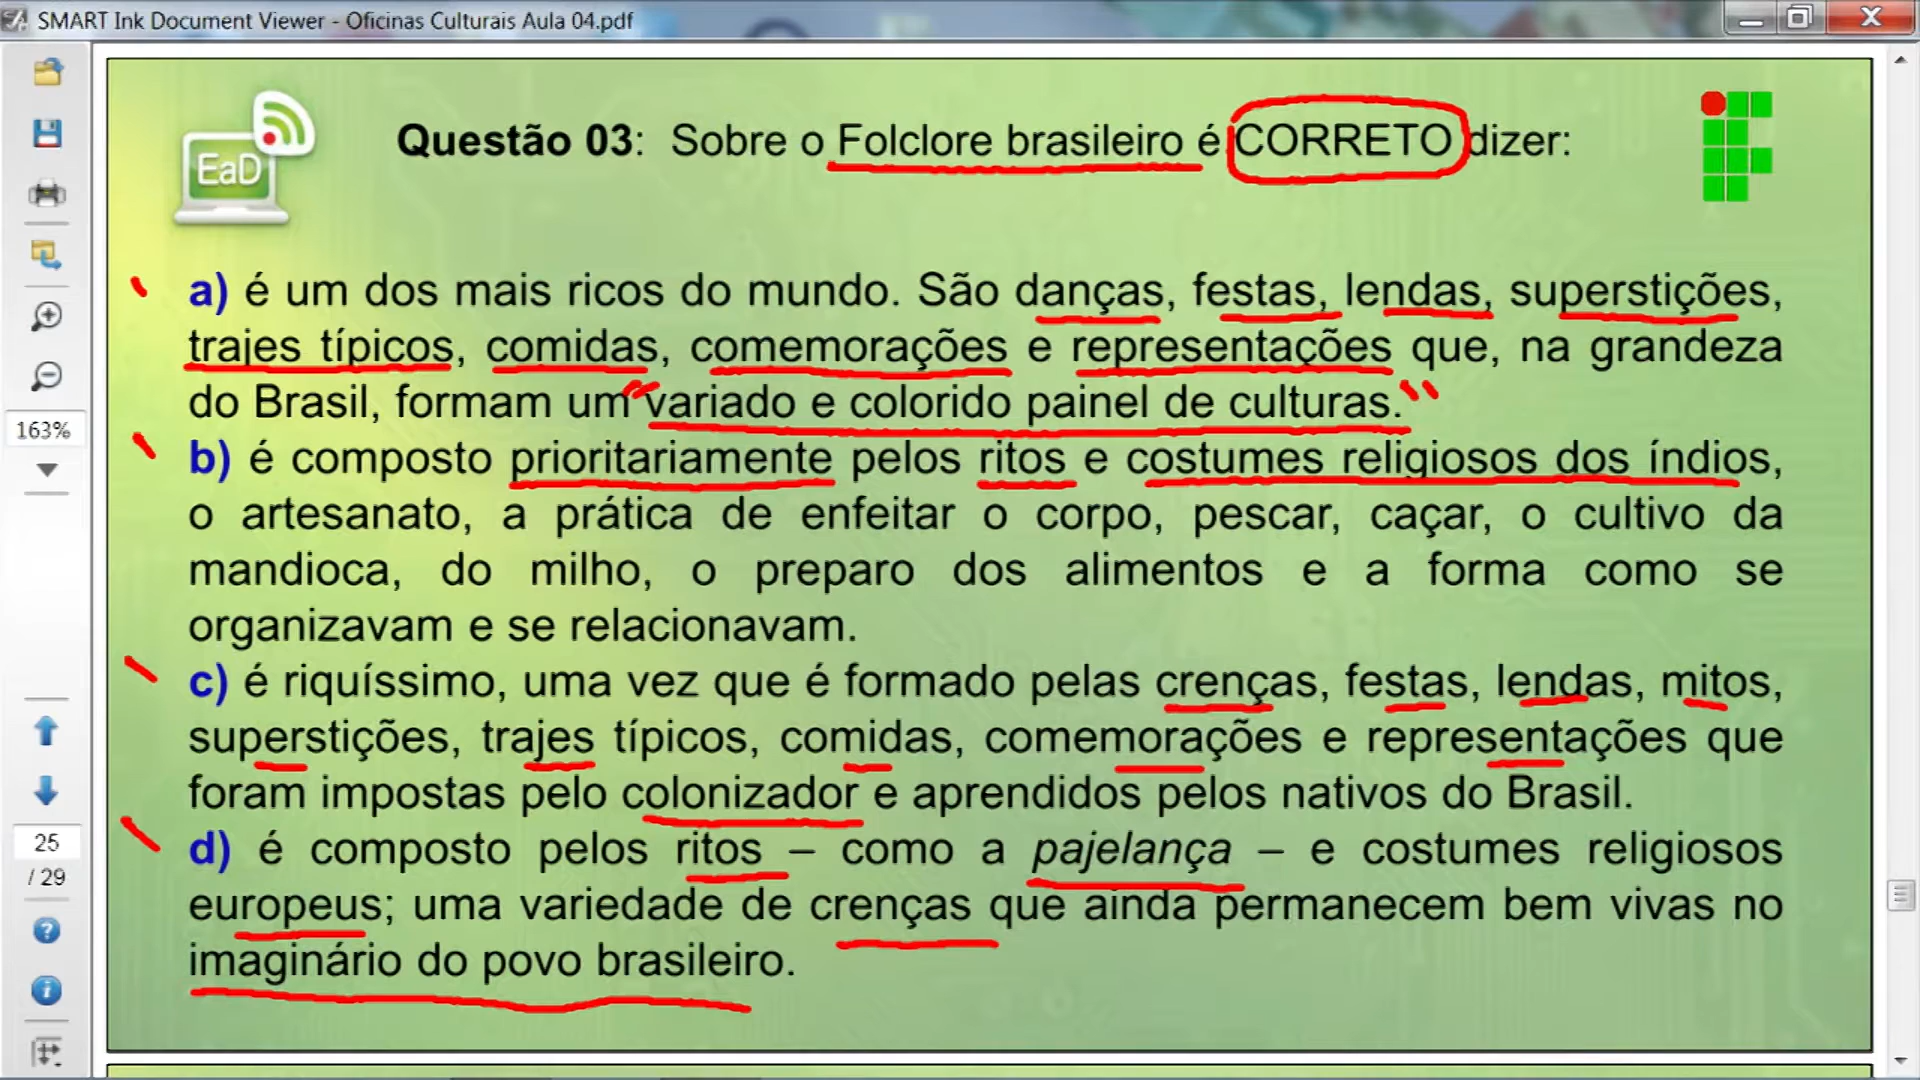 SMART Ink Document Viewer - Oficinas Culturais Aula 04.pdf
EaD
Questão 03: Sobre o Folclore brasileiro é CORRETO dizer:
a) é um dos mais ricos do mundo. São danças, festas, lendas, superstições,
trajes típicos, comidas, comemorações e representações que, na grandeza
do Brasil, formam um "variado e colorido painel de culturas."
b) é composto prioritariamente pelos ritos e costumes religiosos dos índios,
o artesanato, a prática de enfeitar o corpo, pescar, caçar, o cultivo da
mandioca, do milho, o preparo dos alimentos e a forma como se
organizavam e se relacionavam.
c) é riquíssimo, uma vez que é formado pelas crenças, festas, lendas, mitos,
superstições, trajes típicos, comidas, comemorações e representações que
foram impostas pelo colonizador e aprendidos pelos nativos do Brasil.
d) é composto pelos ritos – como a pajelança – e costumes religiosos
europeus; uma variedade de crenças que ainda permanecem bem vivas no
imaginário do povo brasileiro.
163%
25
/ 29